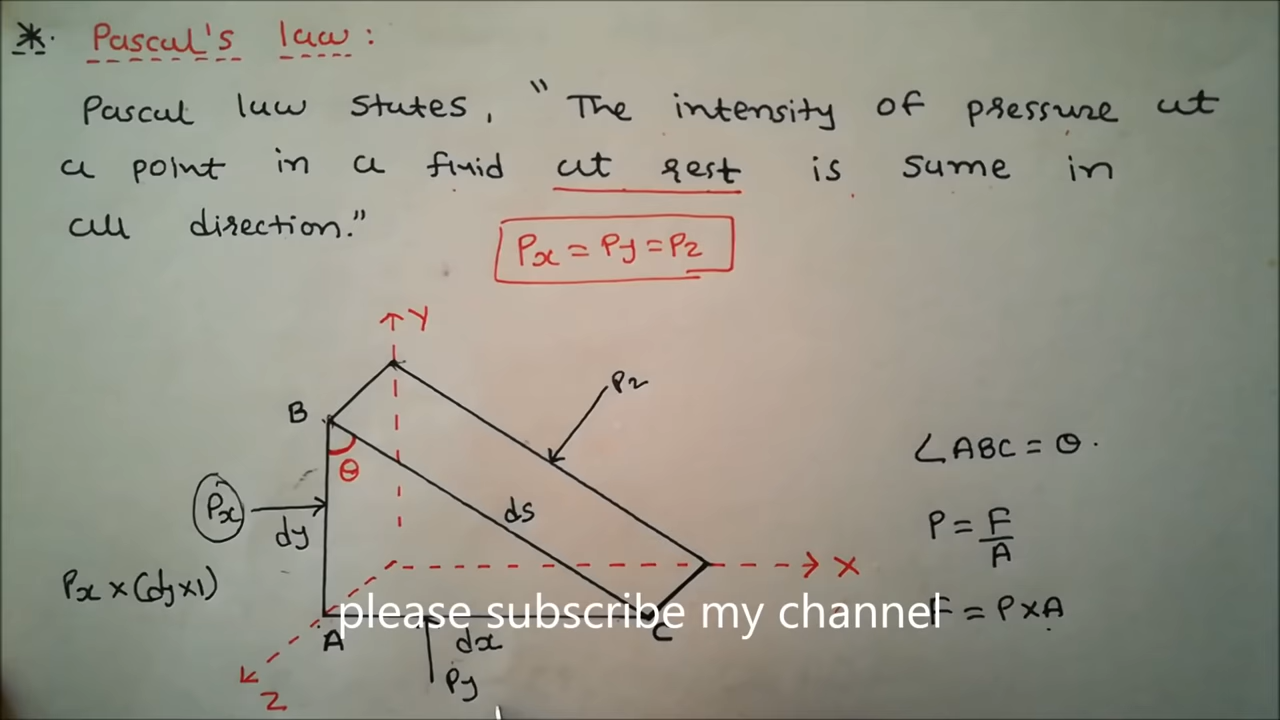 * Pascal's law:
Pascal law states, "The intensity of pressure at
a point in a fluid at rest is same in
all direction."
Px = Py = Pz
Y
B
Pz
θ
∠ABC = θ.
Px
dy
ds
P = F/A
X
Px × (dy×1)
please subscribe my channel
F = P×A
A
C
dx
Z
Py